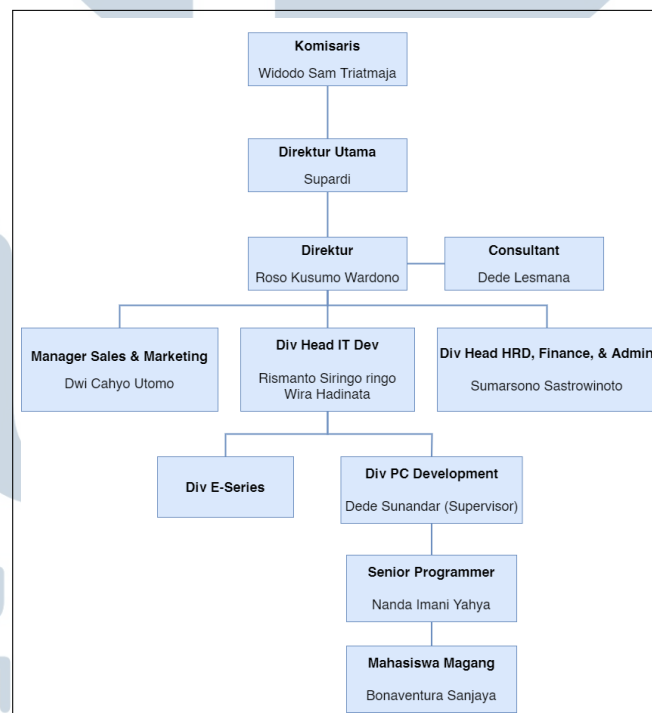 Komisaris
Widodo Sam Triatmaja
Direktur Utama
Supardi
Direktur
Roso Kusumo Wardono
Consultant
Dede Lesmana
Manager Sales & Marketing
Dwi Cahyo Utomo
Div Head IT Dev
Rismanto Siringo ringo
Wira Hadinata
Div Head HRD, Finance, & Admin
Sumarsono Sastrowinoto
Div E-Series
Div PC Development
Dede Sunandar (Supervisor)
Senior Programmer
Nanda Imani Yahya
Mahasiswa Magang
Bonaventura Sanjaya